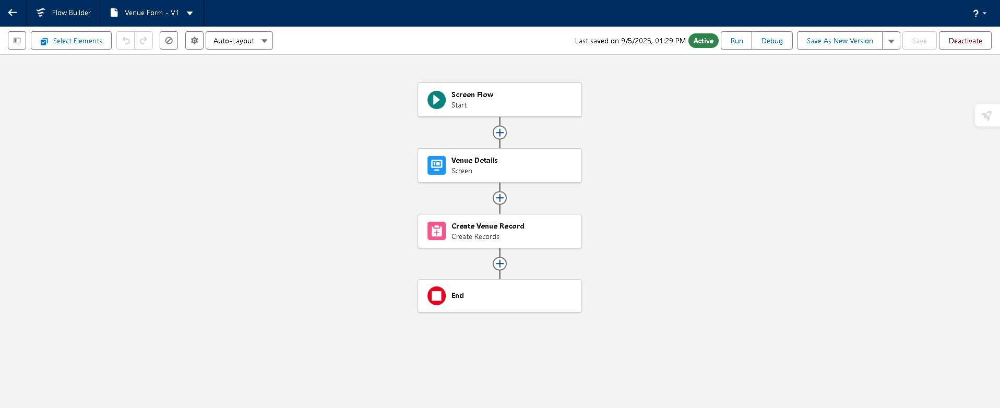 Flow Builder
Venue Form - V1
?
Select Elements
Auto-Layout
Last saved on 9/5/2025, 01:29 PM
Active
Run
Debug
Save As New Version
Save
Deactivate
Screen Flow
Start
Venue Details
Screen
Create Venue Record
Create Records
End